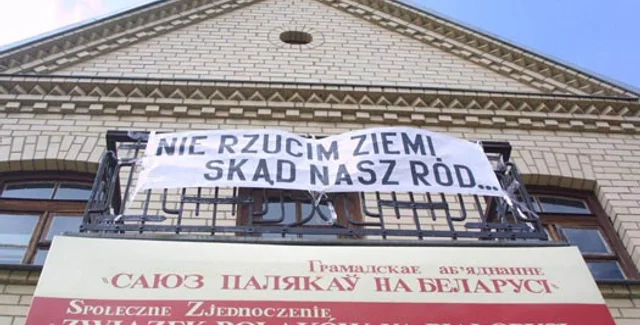 NIE RZUCIM ZIEMI
SKĄD NASZ RÓD...
Грамадскае аб'яднанне
"САЮЗ ПАЛЯКАЎ НА БЕЛАРУСІ"
Społeczne Zjednoczenie